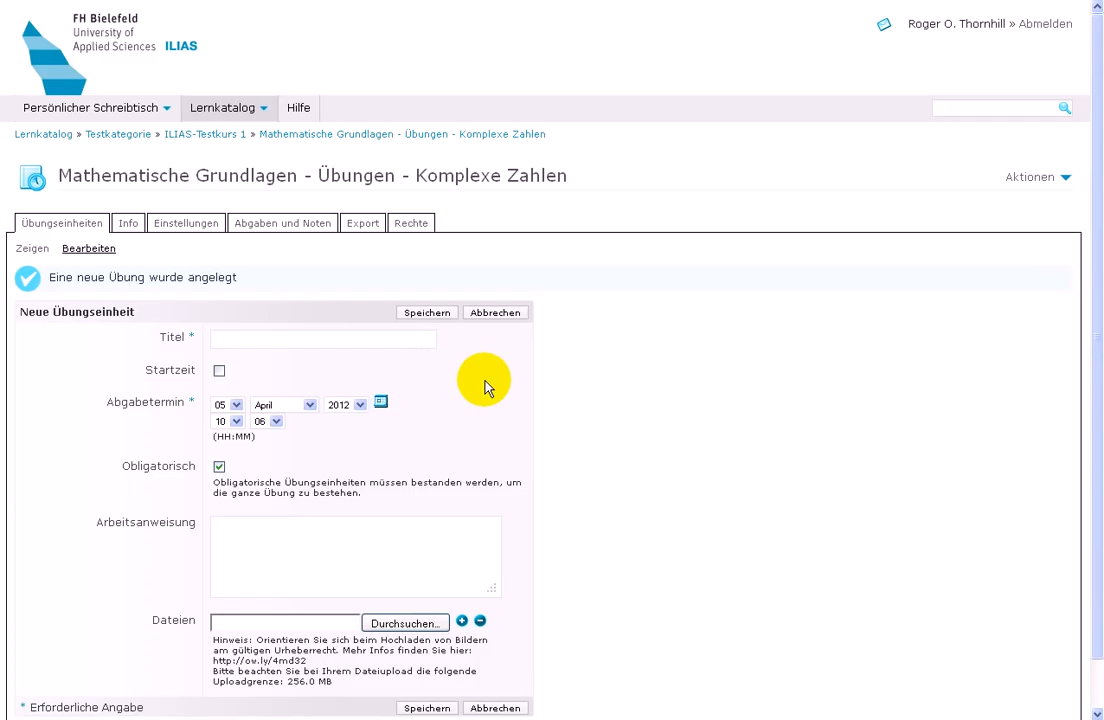 FH Bielefeld
University of
Applied Sciences ILIAS
Roger O. Thornhill » Abmelden
Persönlicher Schreibtisch Lernkatalog Hilfe
Lernkatalog » Testkategorie » ILIAS-Testkurs 1 » Mathematische Grundlagen - Übungen - Komplexe Zahlen
Mathematische Grundlagen - Übungen - Komplexe Zahlen
Aktionen
Übungseinheiten Info Einstellungen Abgaben und Noten Export Rechte
Zeigen Bearbeiten
Eine neue Übung wurde angelegt
Neue Übungseinheit Speichern Abbrechen
Titel *
Startzeit
Abgabetermin * 05 April 2012
10 06
(HH:MM)
Obligatorisch
Obligatorische Übungseinheiten müssen bestanden werden, um
die ganze Übung zu bestehen.
Arbeitsanweisung
Dateien Durchsuchen...
Hinweis: Orientieren Sie sich beim Hochladen von Bildern
am gültigen Urheberrecht. Mehr Infos finden Sie hier:
http://ow.ly/4md32
Bitte beachten Sie bei Ihrem Dateiupload die folgende
Uploadgrenze: 256.0 MB
* Erforderliche Angabe Speichern Abbrechen